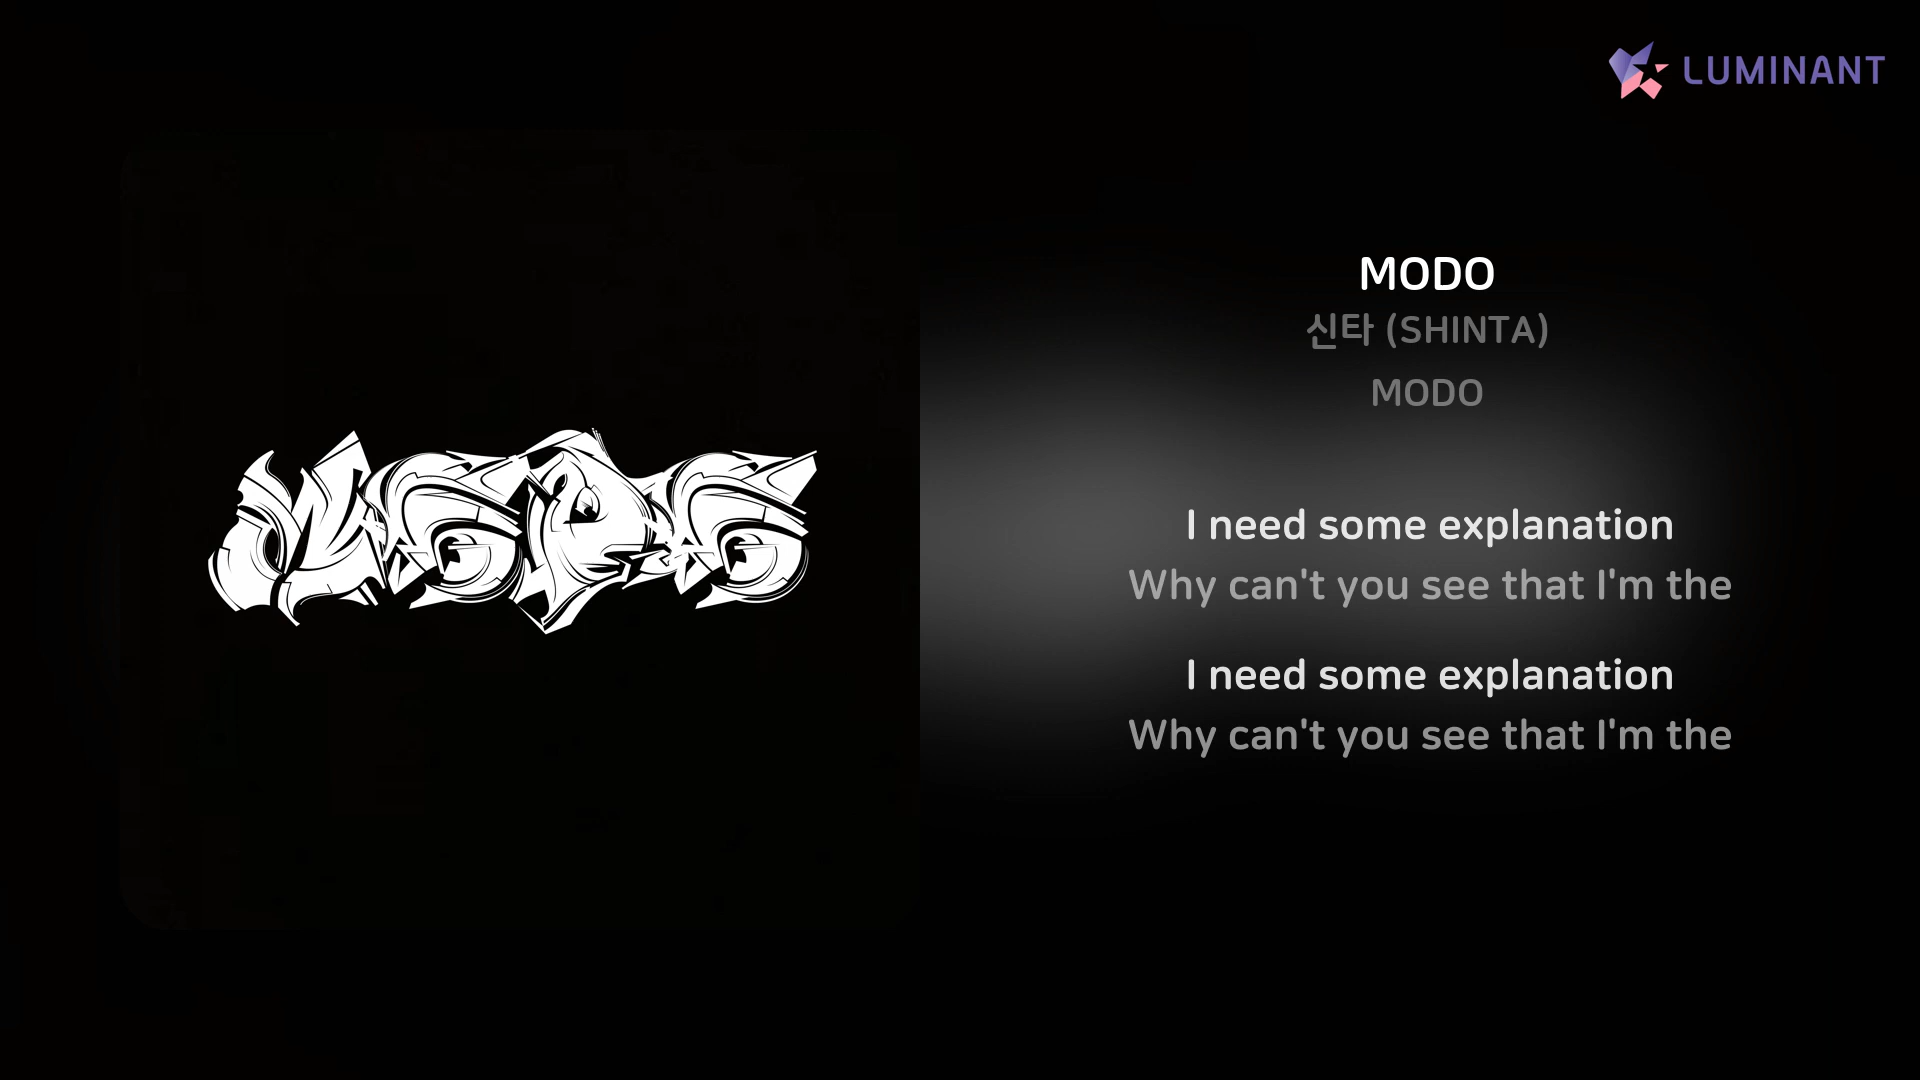 LUMINANT
MODO
신타 (SHINTA)
MODO
I need some explanation
Why can't you see that I'm the
I need some explanation
Why can't you see that I'm the